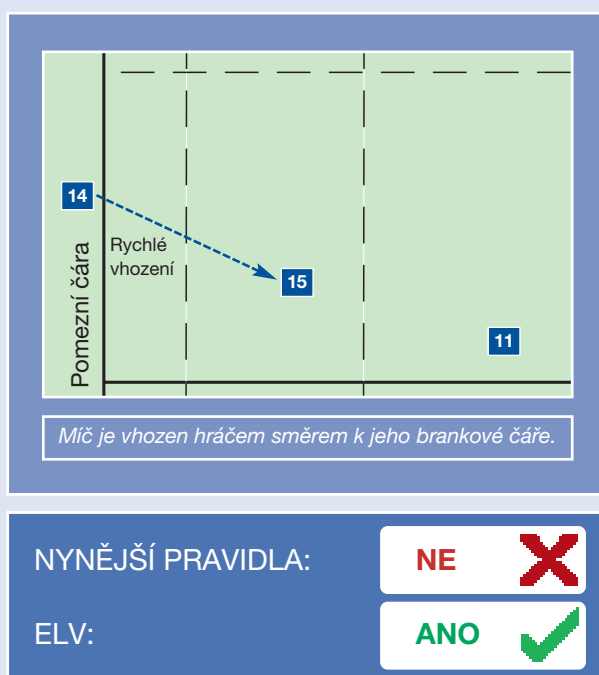 14
Rychlé
vhození
15
Pomezní čára
11
Míč je vhozen hráčem směrem k jeho brankové čáře.
NYNĚJŠÍ PRAVIDLA: NE
ELV: ANO